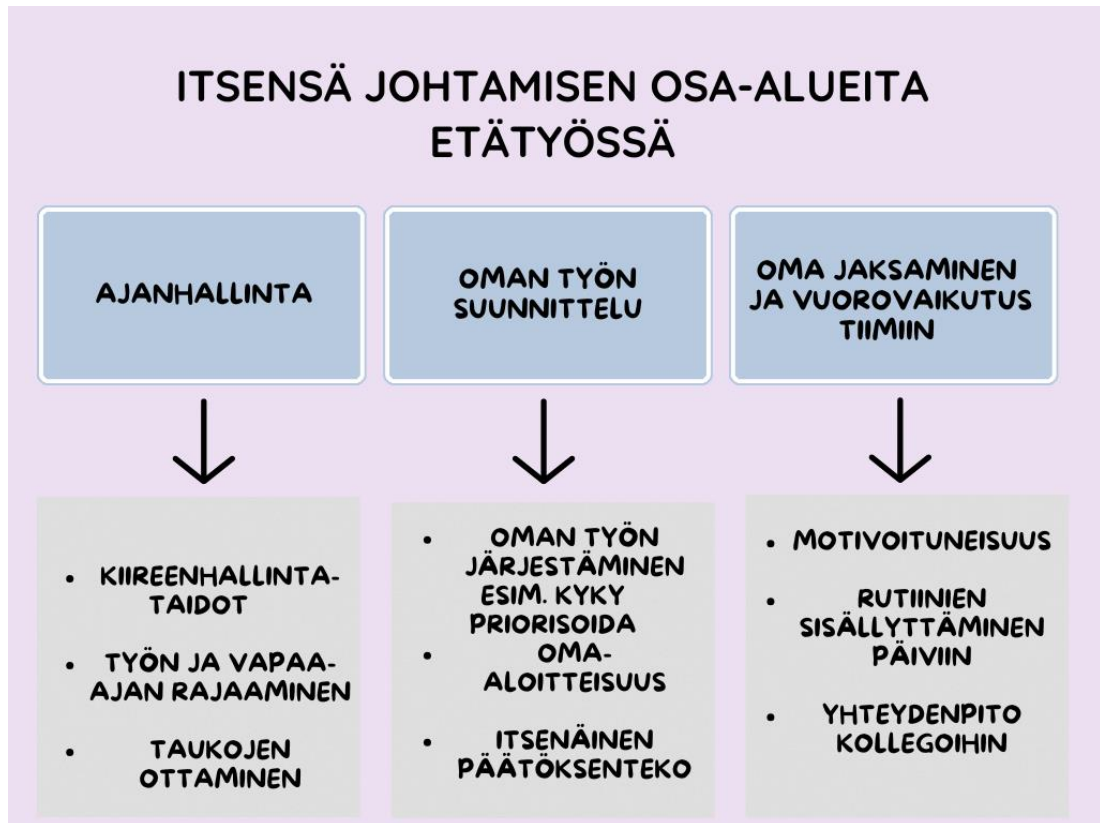 ITSENSÄ JOHTAMISEN OSA-ALUEITA
ETÄTYÖSSÄ
AJANHALLINTA
OMAN TYÖN
SUUNNITTELU
OMA JAKSAMINEN
JA VUOROVAIKUTUS
TIIMIIN
• KIIREENHALLINTA-
TAIDOT
• TYÖN JA VAPAA-
AJAN RAJAAMINEN
• TAUKOJEN
OTTAMINEN
• OMAN TYÖN
JÄRJESTÄMINEN
ESIM. KYKY
PRIORISOIDA
• OMA-
ALOITTEISUUS
• ITSENÄINEN
PÄÄTÖKSENTEKO
• MOTIVOITUNEISUUS
• RUTIINIEN
SISÄLLYTTÄMINEN
PÄIVIIN
• YHTEYDENPITO
KOLLEGOIHIN